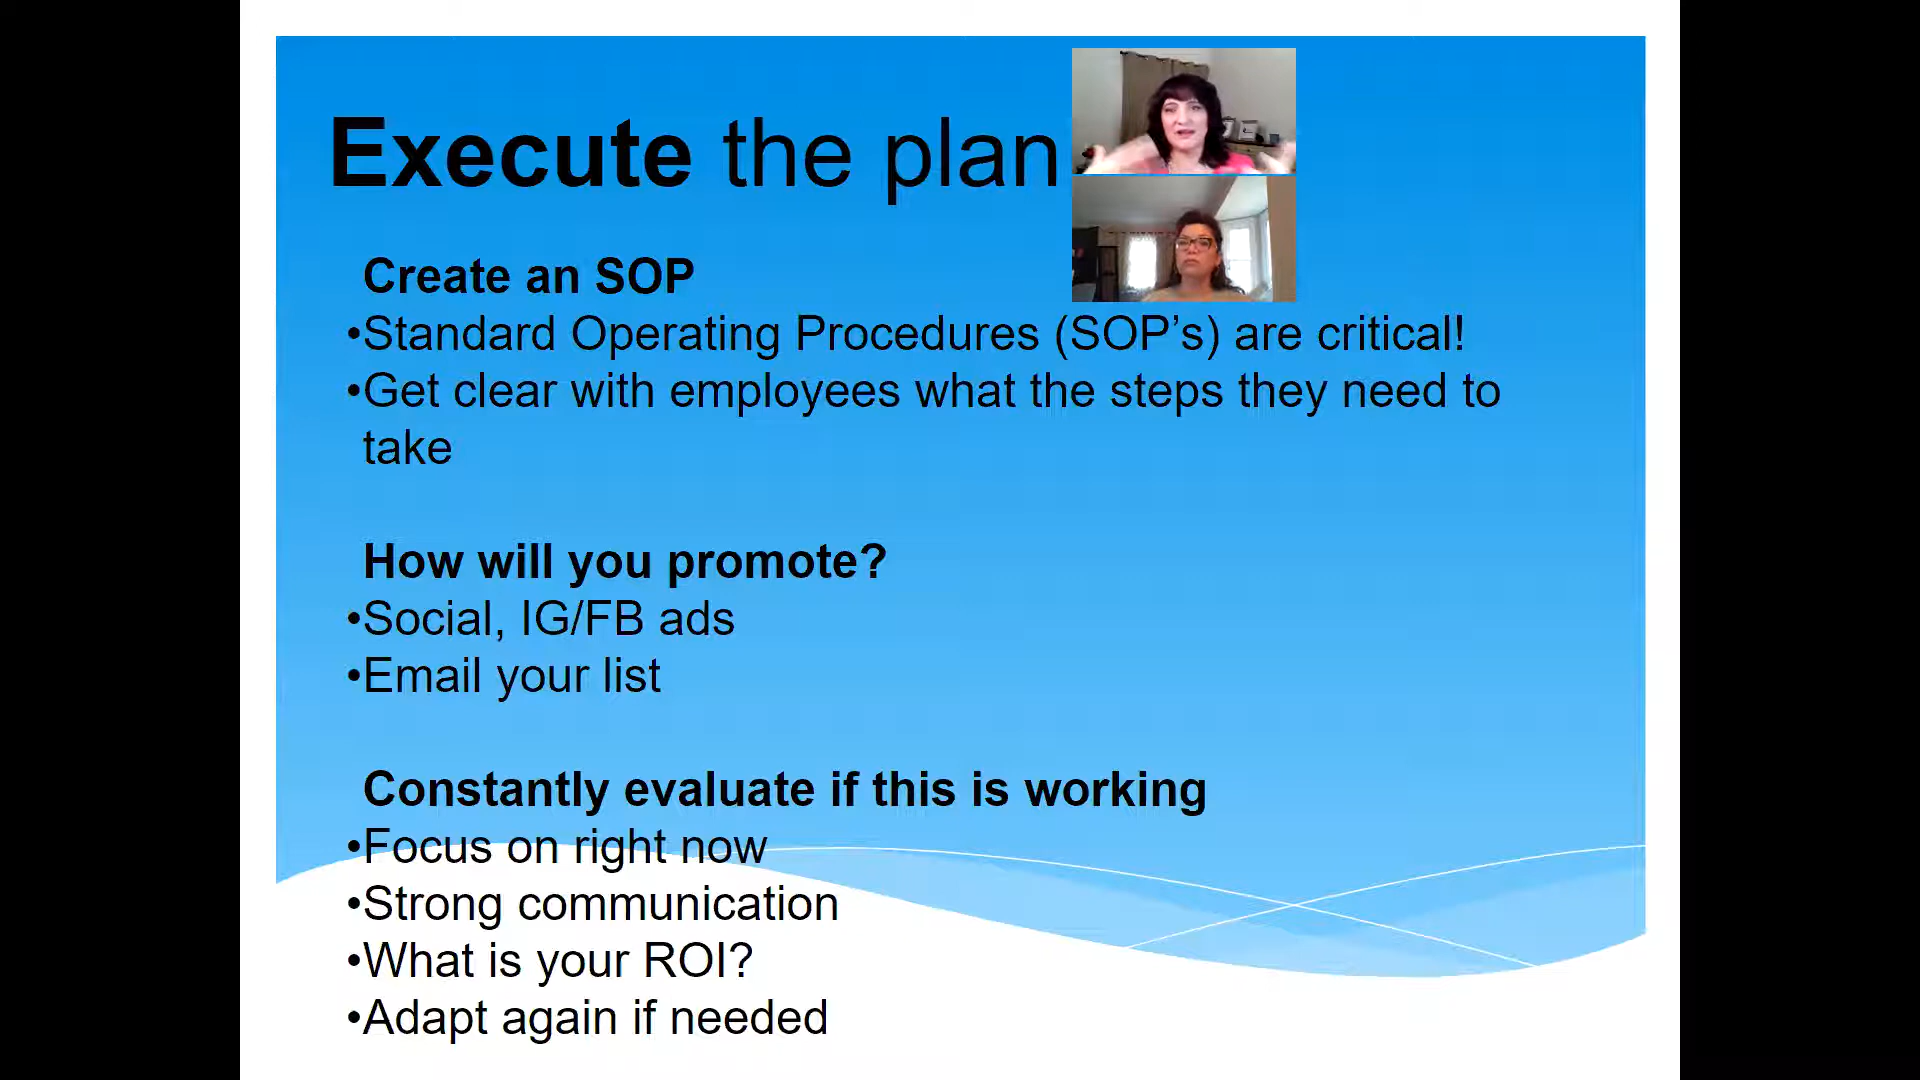 Execute the plan
Create an SOP
•Standard Operating Procedures (SOP’s) are critical!
•Get clear with employees what the steps they need to
take
How will you promote?
•Social, IG/FB ads
•Email your list
Constantly evaluate if this is working
•Focus on right now
•Strong communication
•What is your ROI?
•Adapt again if needed